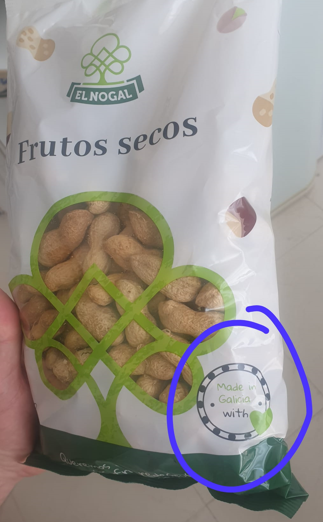 EL NOGAL
Frutos secos
Made in
Galicia
with